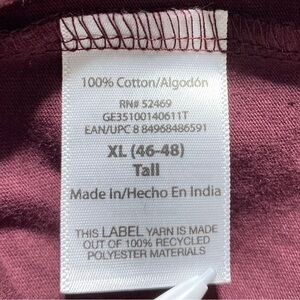 100% Cotton/Algodón
RN# 52469
GE35100140611T
EAN/UPC 8 84968486591
XL (46-48)
Tall
Made in/Hecho En India
THIS LABEL YARN IS MADE
OUT OF 100% RECYCLED
POLYESTER MATERIALS